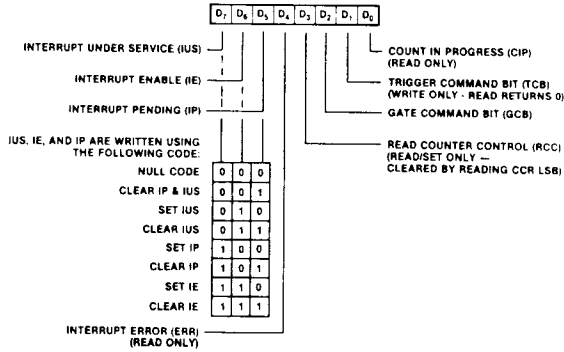 D7 D6 D5 D4 D3 D2 D1 D0
INTERRUPT UNDER SERVICE (IUS)
INTERRUPT ENABLE (IE)
INTERRUPT PENDING (IP)
IUS, IE, AND IP ARE WRITTEN USING
THE FOLLOWING CODE:
NULL CODE 0 0 0
CLEAR IP & IUS 0 0 1
SET IUS 0 1 0
CLEAR IUS 0 1 1
SET IP 1 0 0
CLEAR IP 1 0 1
SET IE 1 1 0
CLEAR IE 1 1 1
INTERRUPT ERROR (ERR)
(READ ONLY)
COUNT IN PROGRESS (CIP)
(READ ONLY)
TRIGGER COMMAND BIT (TCB)
(WRITE ONLY - READ RETURNS 0)
GATE COMMAND BIT (GCB)
READ COUNTER CONTROL (RCC)
(READ/SET ONLY —
CLEARED BY READING CCR LSB)